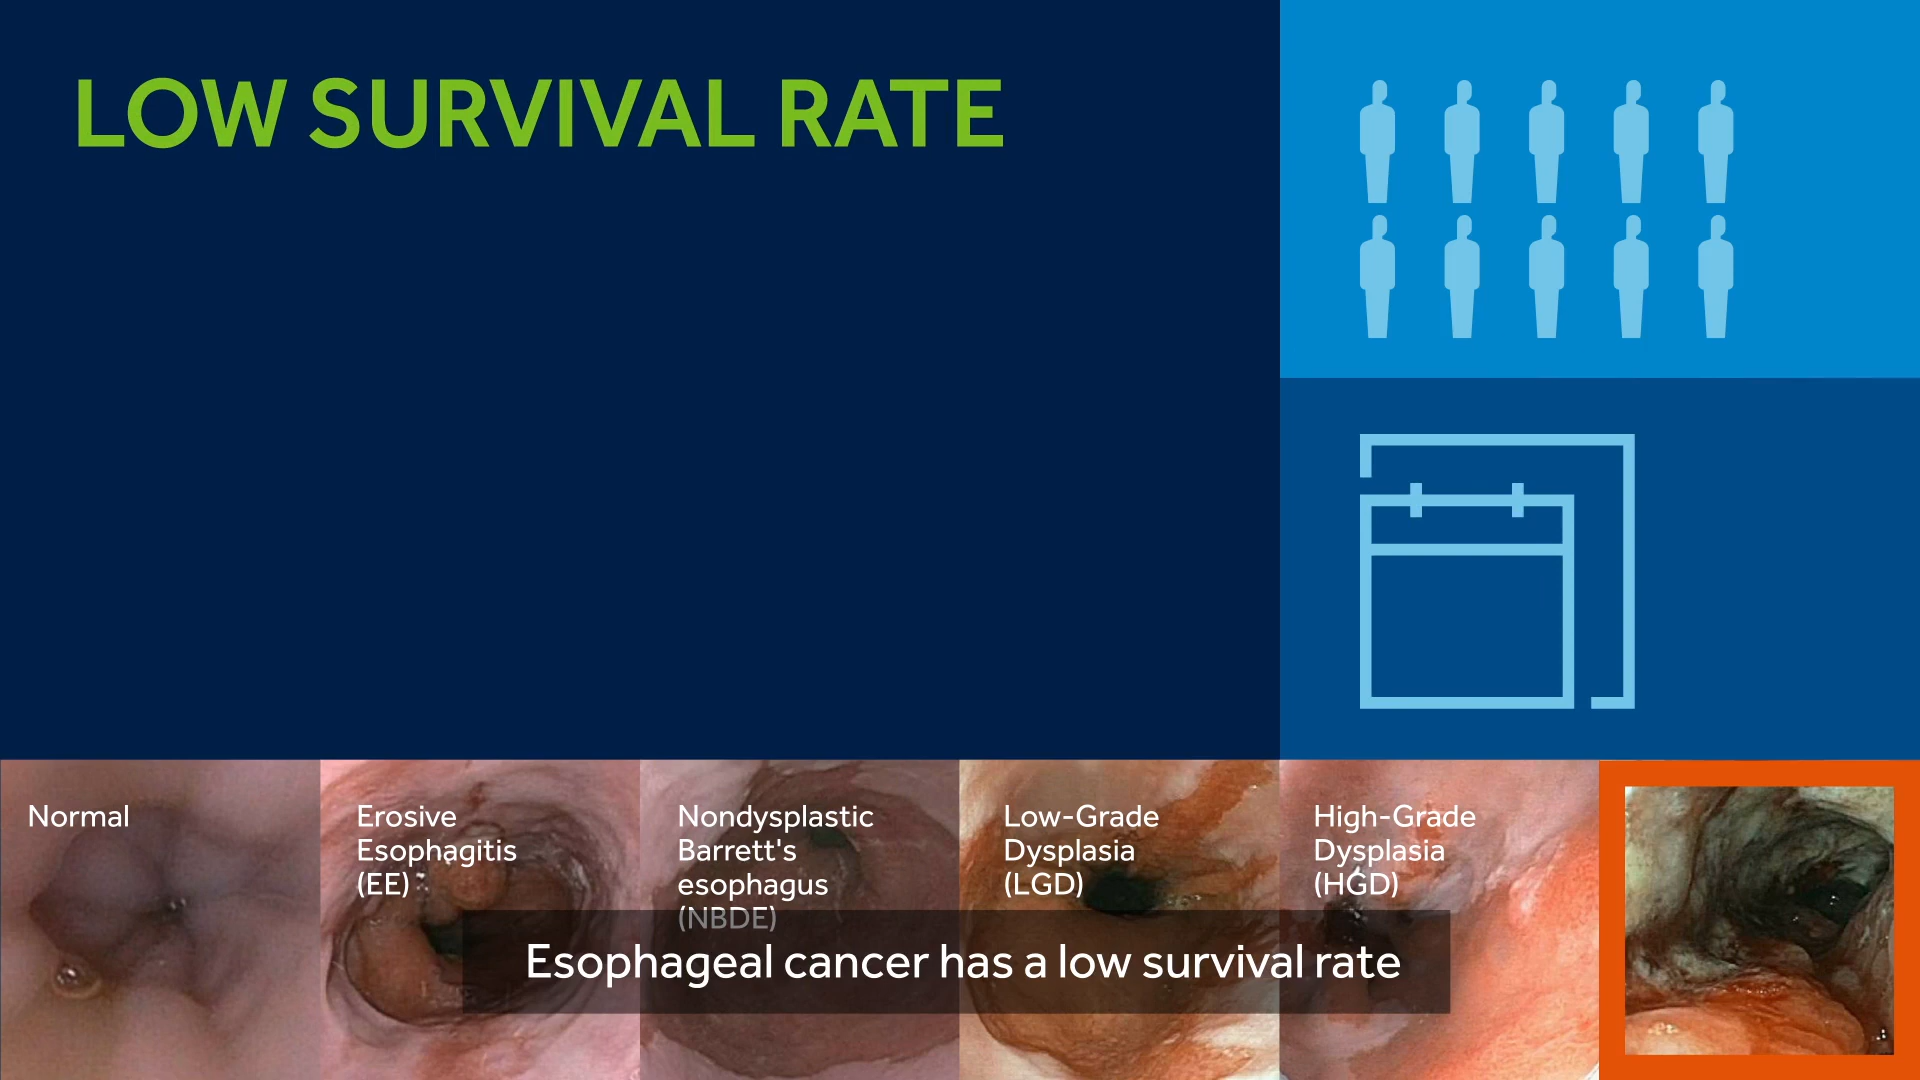 LOW SURVIVAL RATE
Normal
Erosive
Esophagitis
(EE)
Nondysplastic
Barrett's
esophagus
(NBDE)
Low-Grade
Dysplasia
(LGD)
High-Grade
Dysplasia
(HGD)
Esophageal cancer has a low survival rate